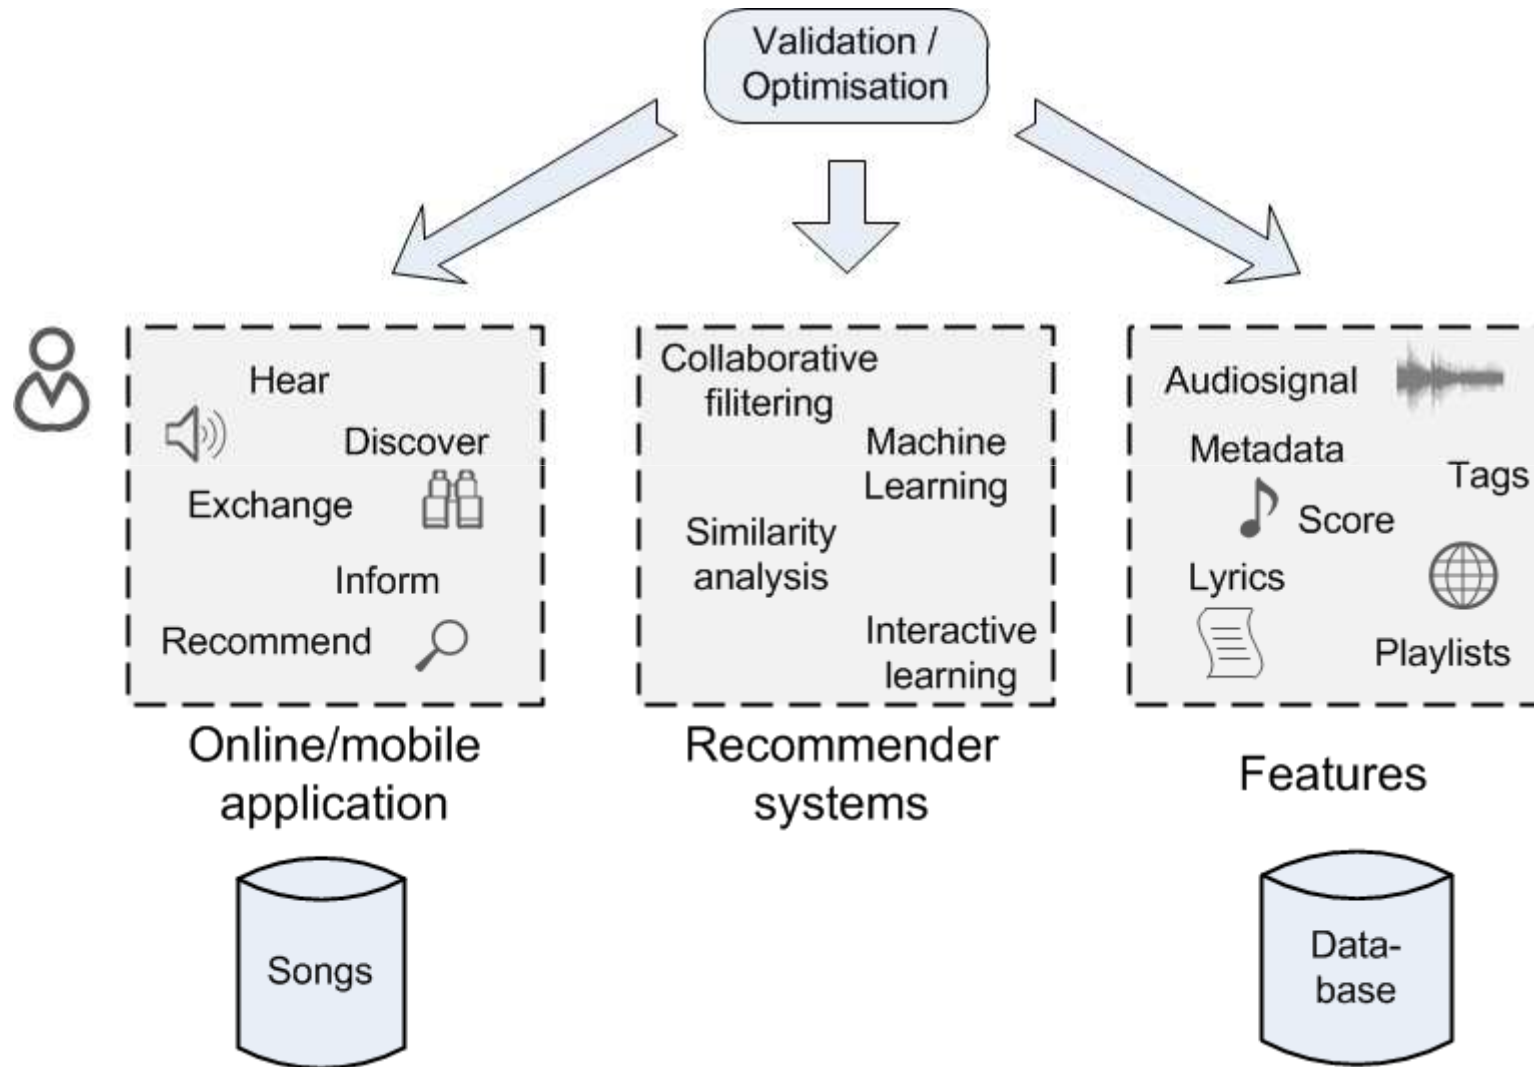 Validation /
Optimisation
Hear
Discover
Exchange
Inform
Recommend
Online/mobile
application
Collaborative
filitering
Machine
Learning
Similarity
analysis
Interactive
learning
Recommender
systems
Audiosignal
Metadata
Tags
Score
Lyrics
Playlists
Features
Songs
Data-
base